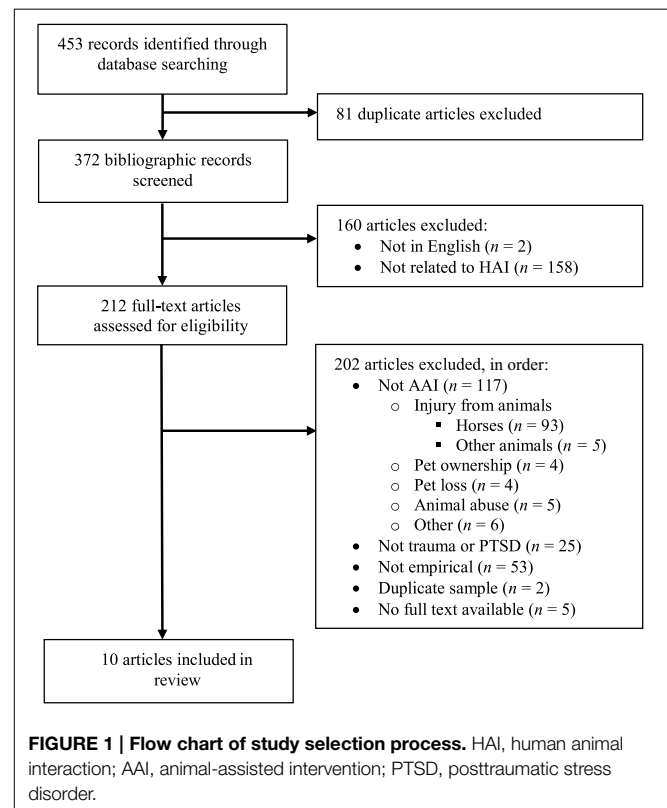 453 records identified through
database searching
81 duplicate articles excluded
372 bibliographic records
screened
160 articles excluded:
• Not in English (n = 2)
• Not related to HAI (n = 158)
212 full-text articles
assessed for eligibility
202 articles excluded, in order:
• Not AAI (n = 117)
o Injury from animals
▪ Horses (n = 93)
▪ Other animals (n = 5)
o Pet ownership (n = 4)
o Pet loss (n = 4)
o Animal abuse (n = 5)
o Other (n = 6)
• Not trauma or PTSD (n = 25)
• Not empirical (n = 53)
• Duplicate sample (n = 2)
• No full text available (n = 5)
10 articles included in
review
FIGURE 1 | Flow chart of study selection process. HAI, human animal
interaction; AAI, animal-assisted intervention; PTSD, posttraumatic stress
disorder.